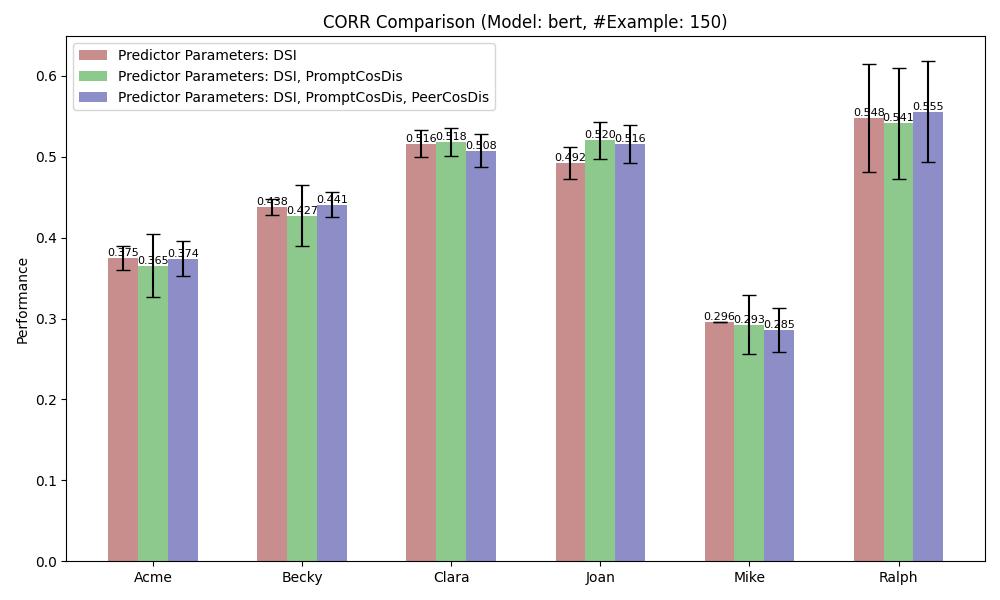 CORR Comparison (Model: bert, #Example: 150)
Predictor Parameters: DSI
Predictor Parameters: DSI, PromptCosDis
Predictor Parameters: DSI, PromptCosDis, PeerCosDis
Performance
0.6
0.5
0.4
0.3
0.2
0.1
0.0
0.375 0.365 0.374
0.438 0.427 0.441
0.516 0.518 0.508
0.492 0.520 0.516
0.296 0.293 0.285
0.548 0.541 0.555
Acme Becky Clara Joan Mike Ralph